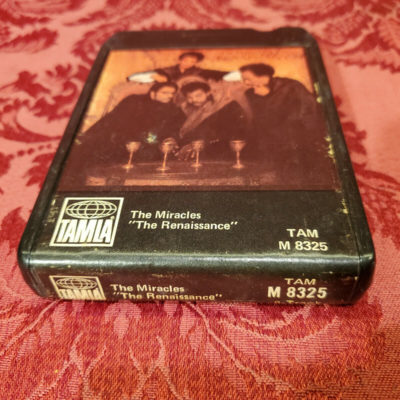 TAMLA
The Miracles
"The Renaissance"
TAM
M 8325
TAMLA
The Miracles
"The Renaissance"
TAM
M 8325